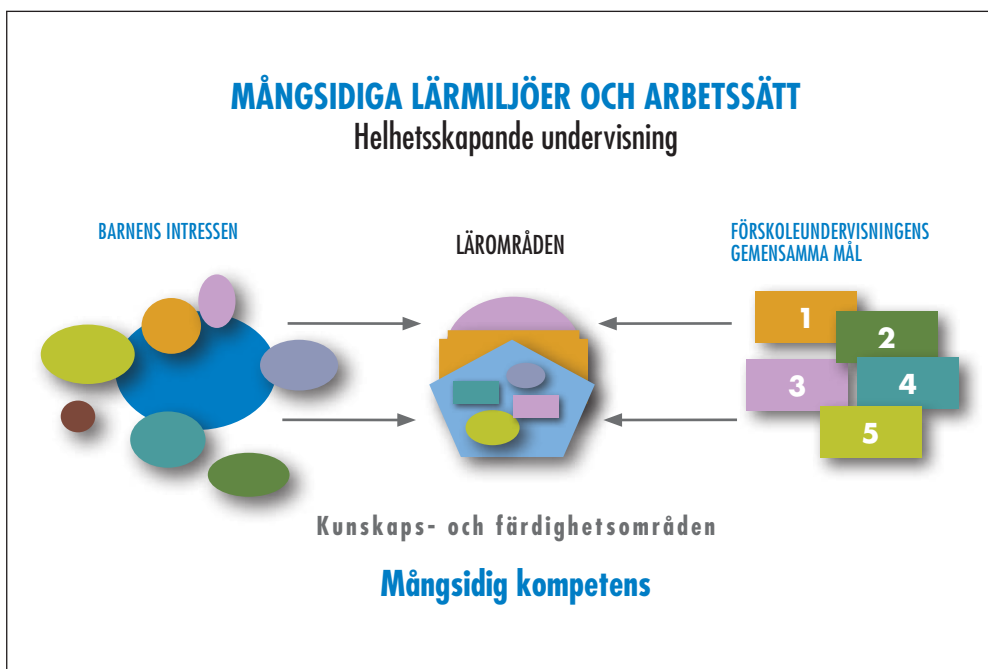 MÅNGSIDIGA LÄRMILJÖER OCH ARBETSSÄTT
Helhetsskapande undervisning
BARNENS INTRESSEN
LÄROMRÅDEN
FÖRSKOLEUNDERVISNINGENS
GEMENSAMMA MÅL
1
2
3
4
5
Kunskaps- och färdighetsområden
Mångsidig kompetens